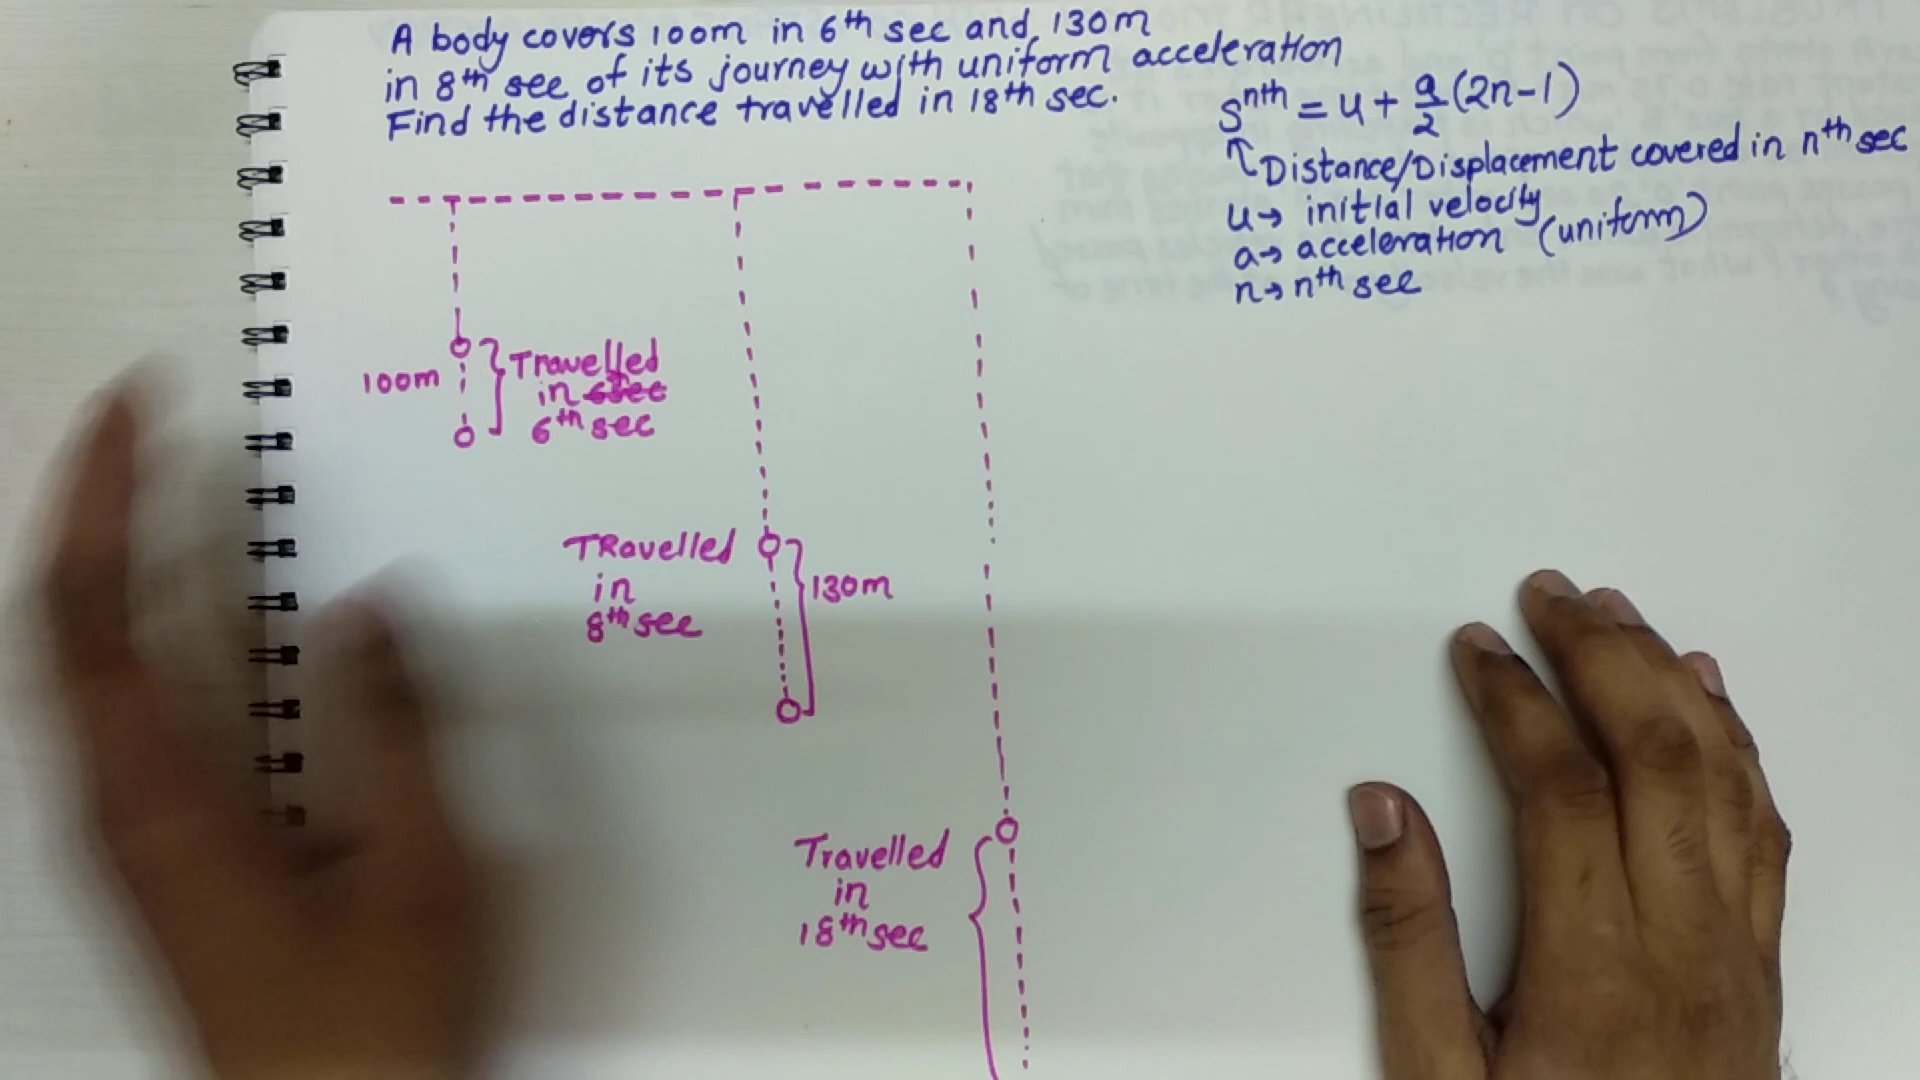 A body covers 100m in 6th sec and 130m
in 8th sec of its journey with uniform acceleration
Find the distance travelled in 18th sec.
S^nth = u + a/2 (2n-1)
Distance/Displacement covered in nth sec
u→ initial velocity
a→ acceleration (uniform)
n→ nth sec
100m
Travelled
in
6th sec
TRavelled
in
8th sec
130m
Travelled
in
18th sec